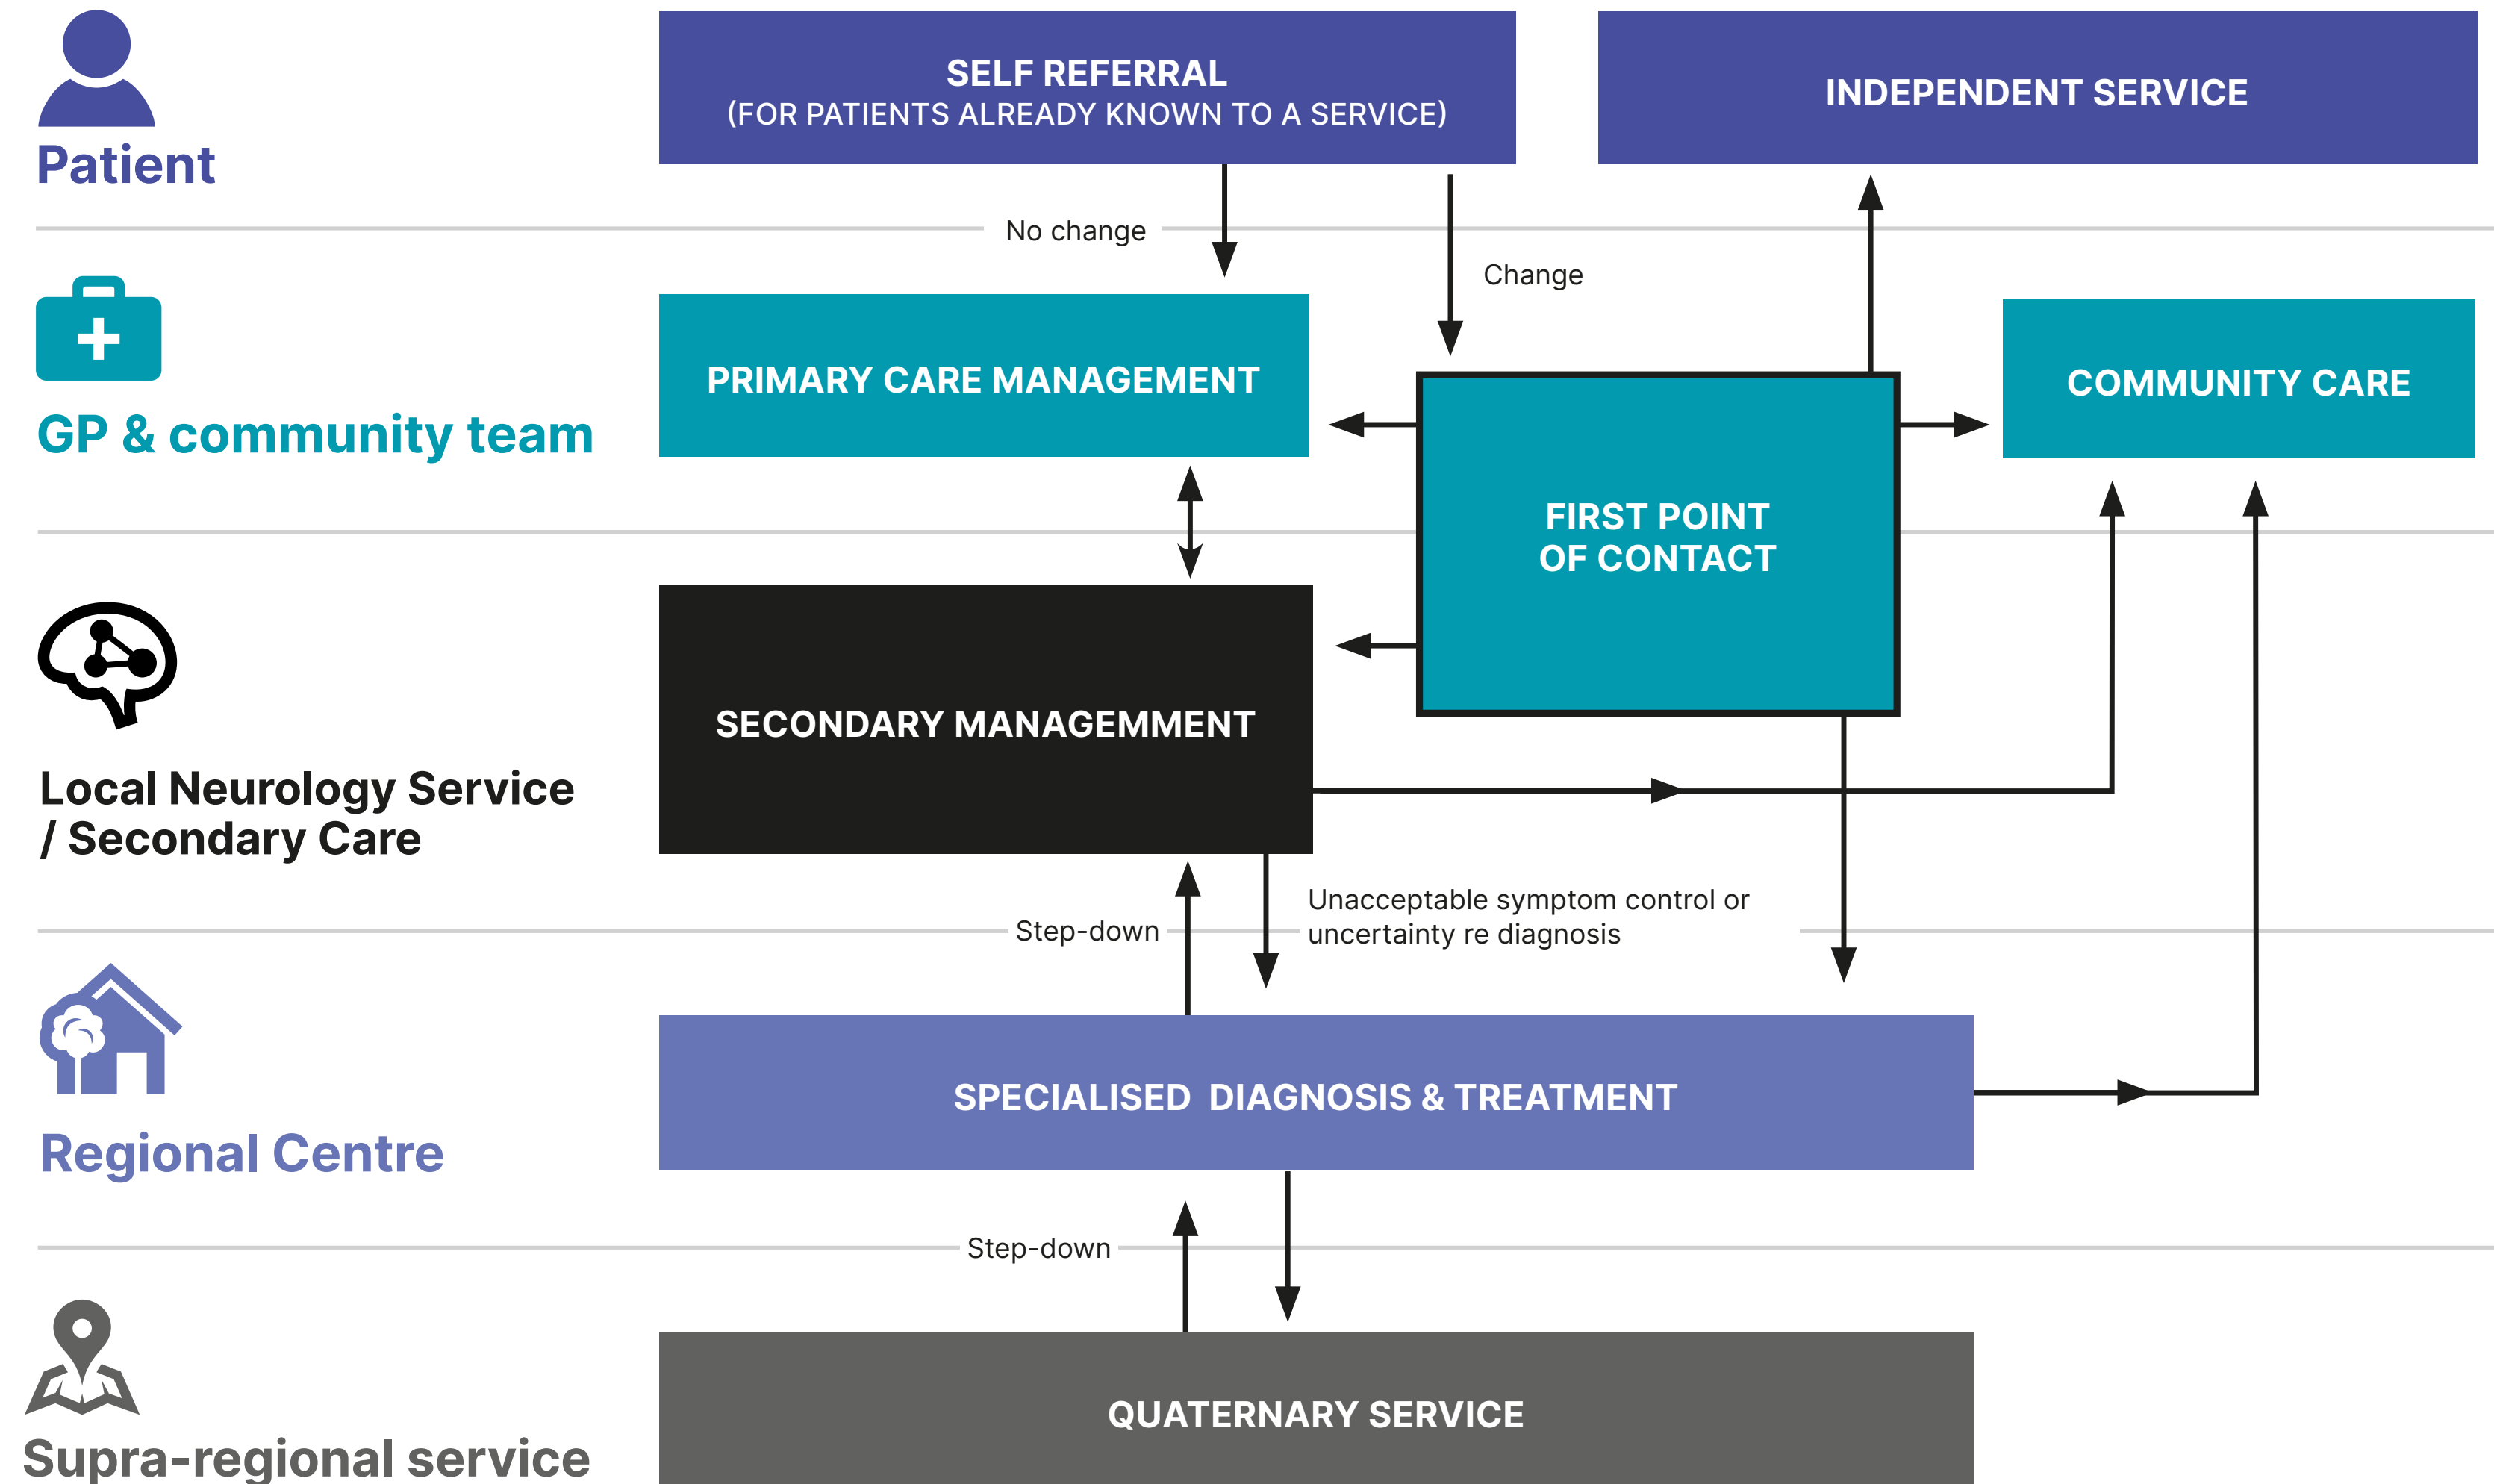 SELF REFERRAL
(FOR PATIENTS ALREADY KNOWN TO A SERVICE)
INDEPENDENT SERVICE
Patient
No change
Change
PRIMARY CARE MANAGEMENT
COMMUNITY CARE
GP & community team
FIRST POINT
OF CONTACT
SECONDARY MANAGEMMENT
Local Neurology Service
/ Secondary Care
Step-down
Unacceptable symptom control or
uncertainty re diagnosis
SPECIALISED DIAGNOSIS & TREATMENT
Regional Centre
Step-down
QUATERNARY SERVICE
Supra-regional service